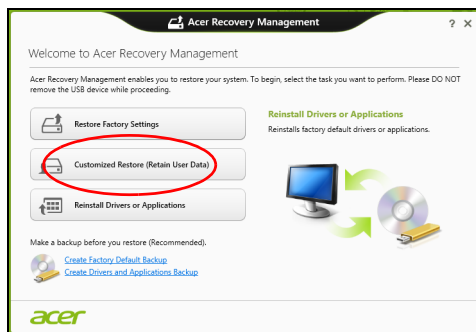 Acer Recovery Management
? X
Welcome to Acer Recovery Management
Acer Recovery Management enables you to restore your system. To begin, select the task you want to perform. Please DO NOT
remove the USB device while proceeding.
Restore Factory Settings
Customized Restore (Retain User Data)
Reinstall Drivers or Applications
Reinstall Drivers or Applications
Reinstalls factory default drivers or applications.
Make a backup before you restore (Recommended).
Create Factory Default Backup
Create Drivers and Applications Backup
acer